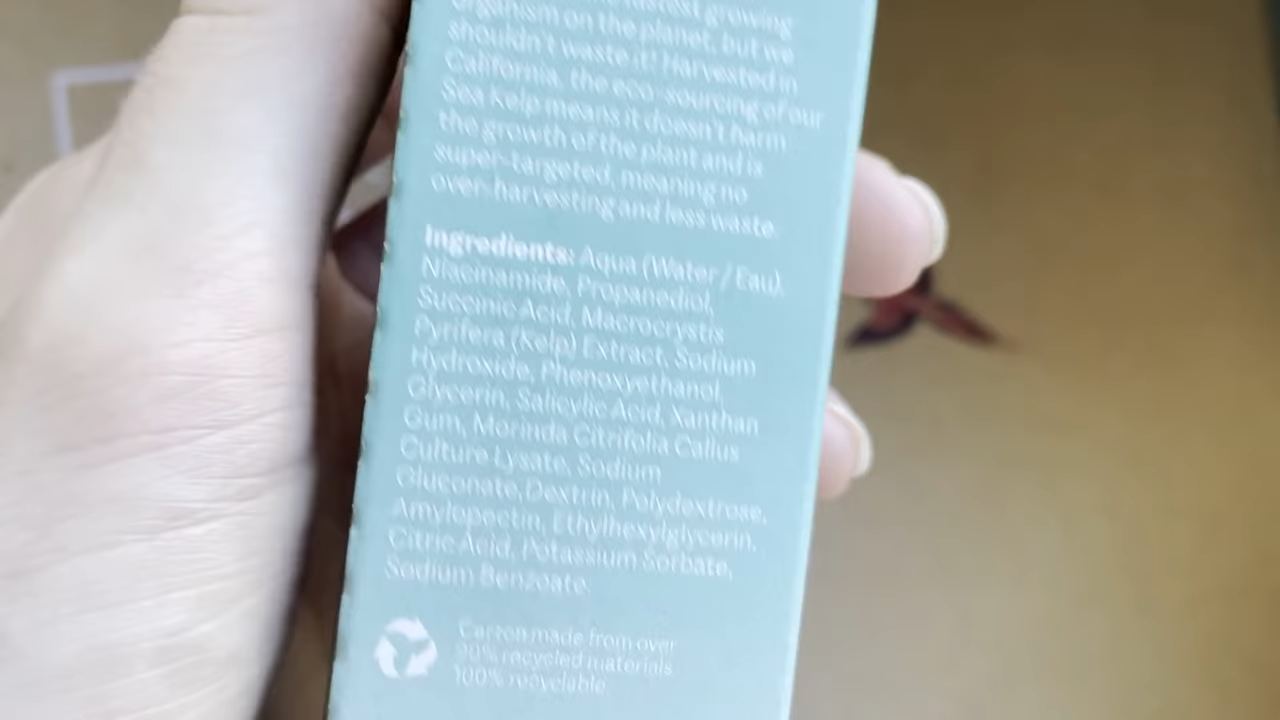 fastest growing
organism on the planet, but we
shouldn't waste it! Harvested in
California, the eco-sourcing of our
Sea Kelp means it doesn't harm
the growth of the plant and is
super-targeted, meaning no
over-harvesting and less waste.
Ingredients: Aqua (Water / Eau),
Niacinamide, Propanediol,
Succinic Acid, Macrocystis
Pyrifera (Kelp) Extract, Sodium
Hydroxide, Phenoxyethanol,
Glycerin, Salicylic Acid, Xanthan
Gum, Morinda Citrifolia Callus
Culture Lysate, Sodium
Gluconate, Dextrin, Polydextrose,
Amylopectin, Ethylhexylglycerin,
Citric Acid, Potassium Sorbate,
Sodium Benzoate.
Carton made from over
90% recycled materials
100% recyclable